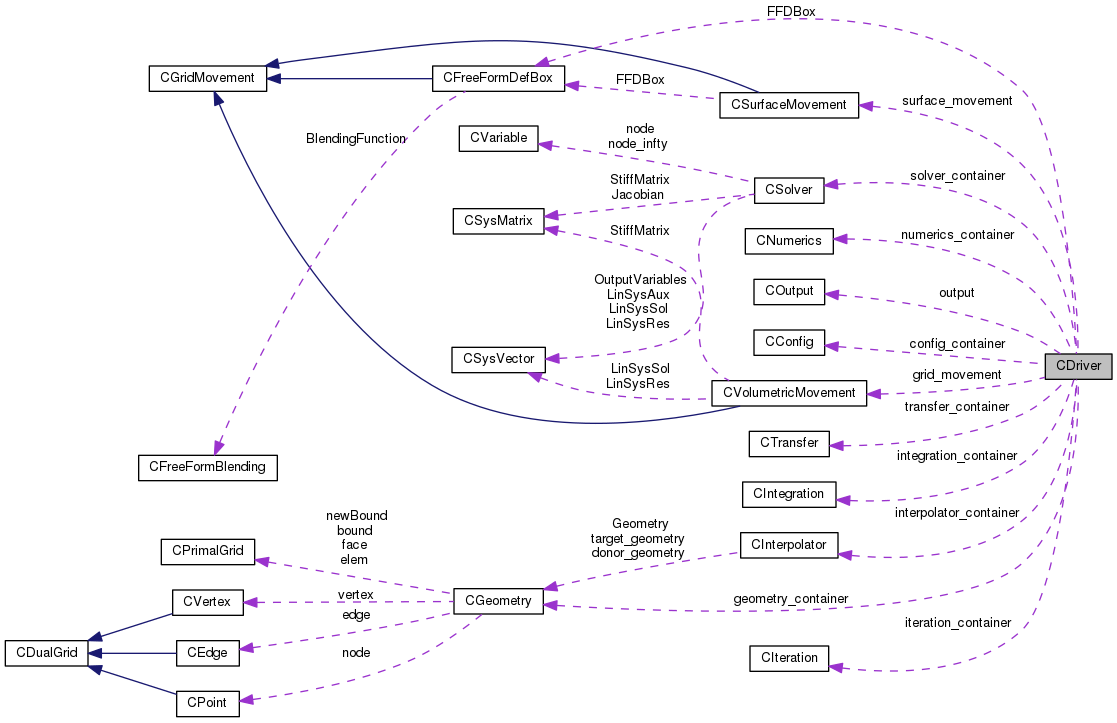 FFDBox
CGridMovement
CFreeFormDefBox
FFDBox
CSurfaceMovement
surface_movement
BlendingFunction
CVariable
node
node_infty
StiffMatrix
Jacobian
CSolver
solver_container
CSysMatrix
StiffMatrix
CNumerics
numerics_container
OutputVariables
LinSysAux
LinSysSol
LinSysRes
COutput
output
CConfig
config_container
CSysVector
LinSysSol
LinSysRes
CVolumetricMovement
grid_movement
CDriver
transfer_container
CTransfer
CFreeFormBlending
integration_container
CIntegration
interpolator_container
newBound
bound
face
elem
CPrimalGrid
Geometry
target_geometry
donor_geometry
CInterpolator
CVertex
vertex
CGeometry
geometry_container
edge
iteration_container
CDualGrid
CEdge
node
CIteration
CPoint